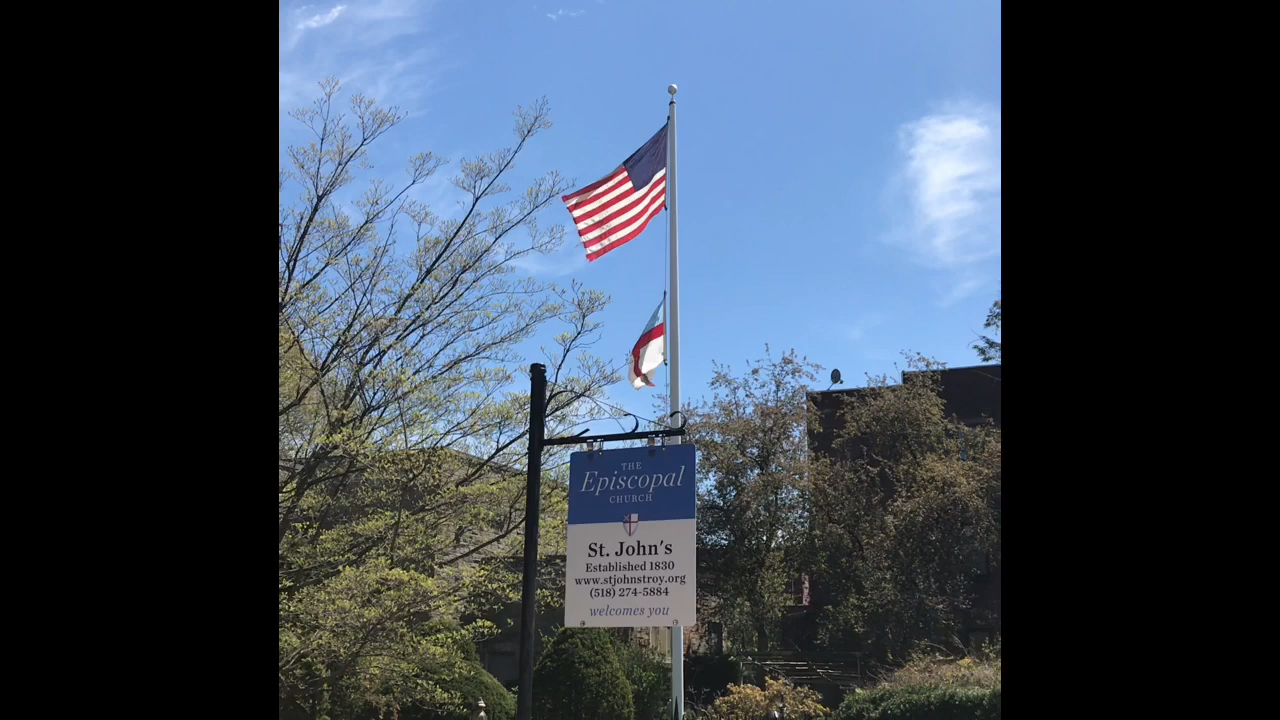 THE
Episcopal
CHURCH
St. John's
Established 1830
www.stjohnstroy.org
(518) 274-5884
welcomes you